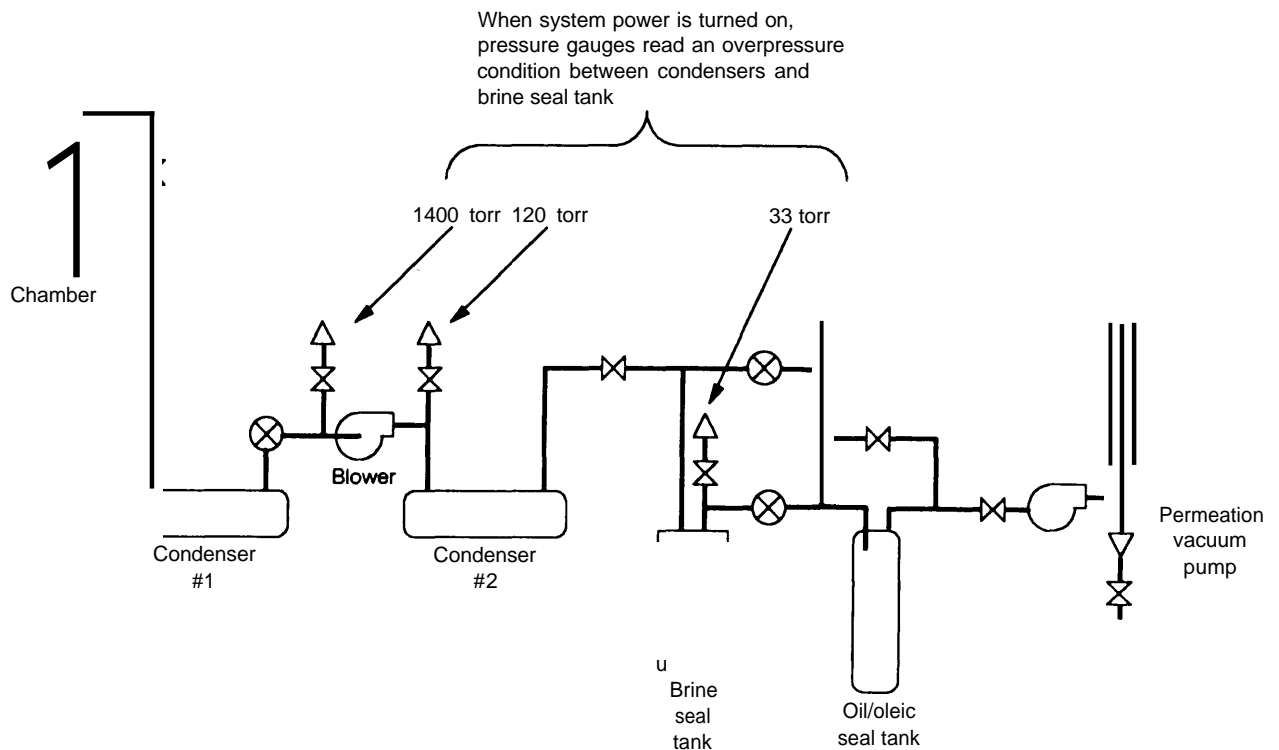 When system power is turned on,
pressure gauges read an overpressure
condition between condensers and
brine seal tank
1400 torr 120 torr
33 torr
Chamber
Blower
Condenser
#1
Condenser
#2
Permeation
vacuum
pump
u
Brine
seal
tank
Oil/oleic
seal tank